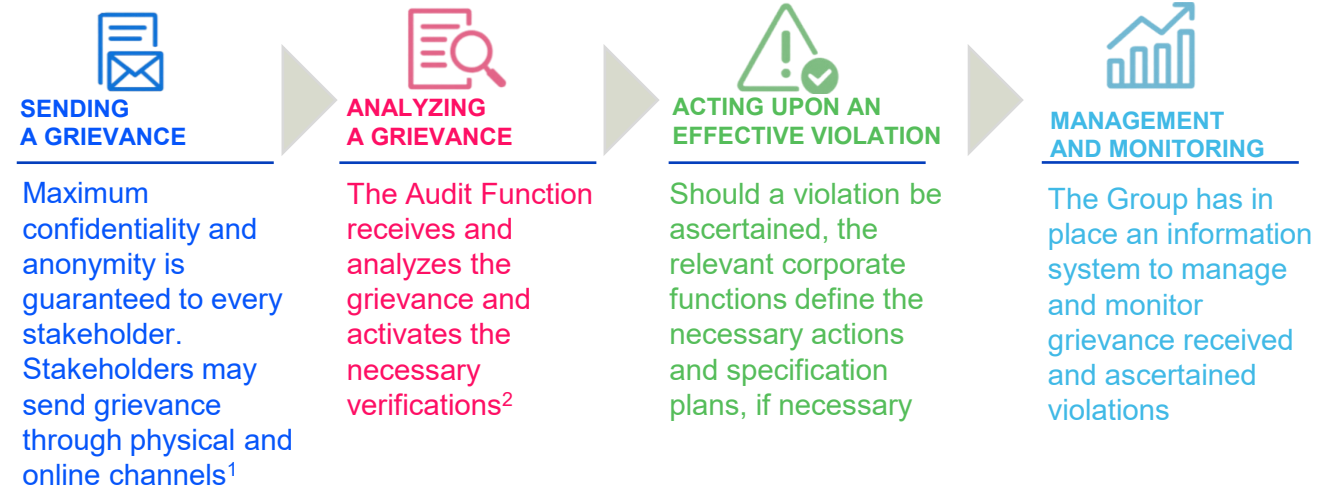 SENDING
A GRIEVANCE
Maximum
confidentiality and
anonymity is
guaranteed to every
stakeholder.
Stakeholders may
send grievance
through physical and
online channels1
ANALYZING
A GRIEVANCE
The Audit Function
receives and
analyzes the
grievance and
activates the
necessary
verifications2
ACTING UPON AN
EFFECTIVE VIOLATION
Should a violation be
ascertained, the
relevant corporate
functions define the
necessary actions
and specification
plans, if necessary
MANAGEMENT
AND MONITORING
The Group has in
place an information
system to manage
and monitor
grievance received
and ascertained
violations